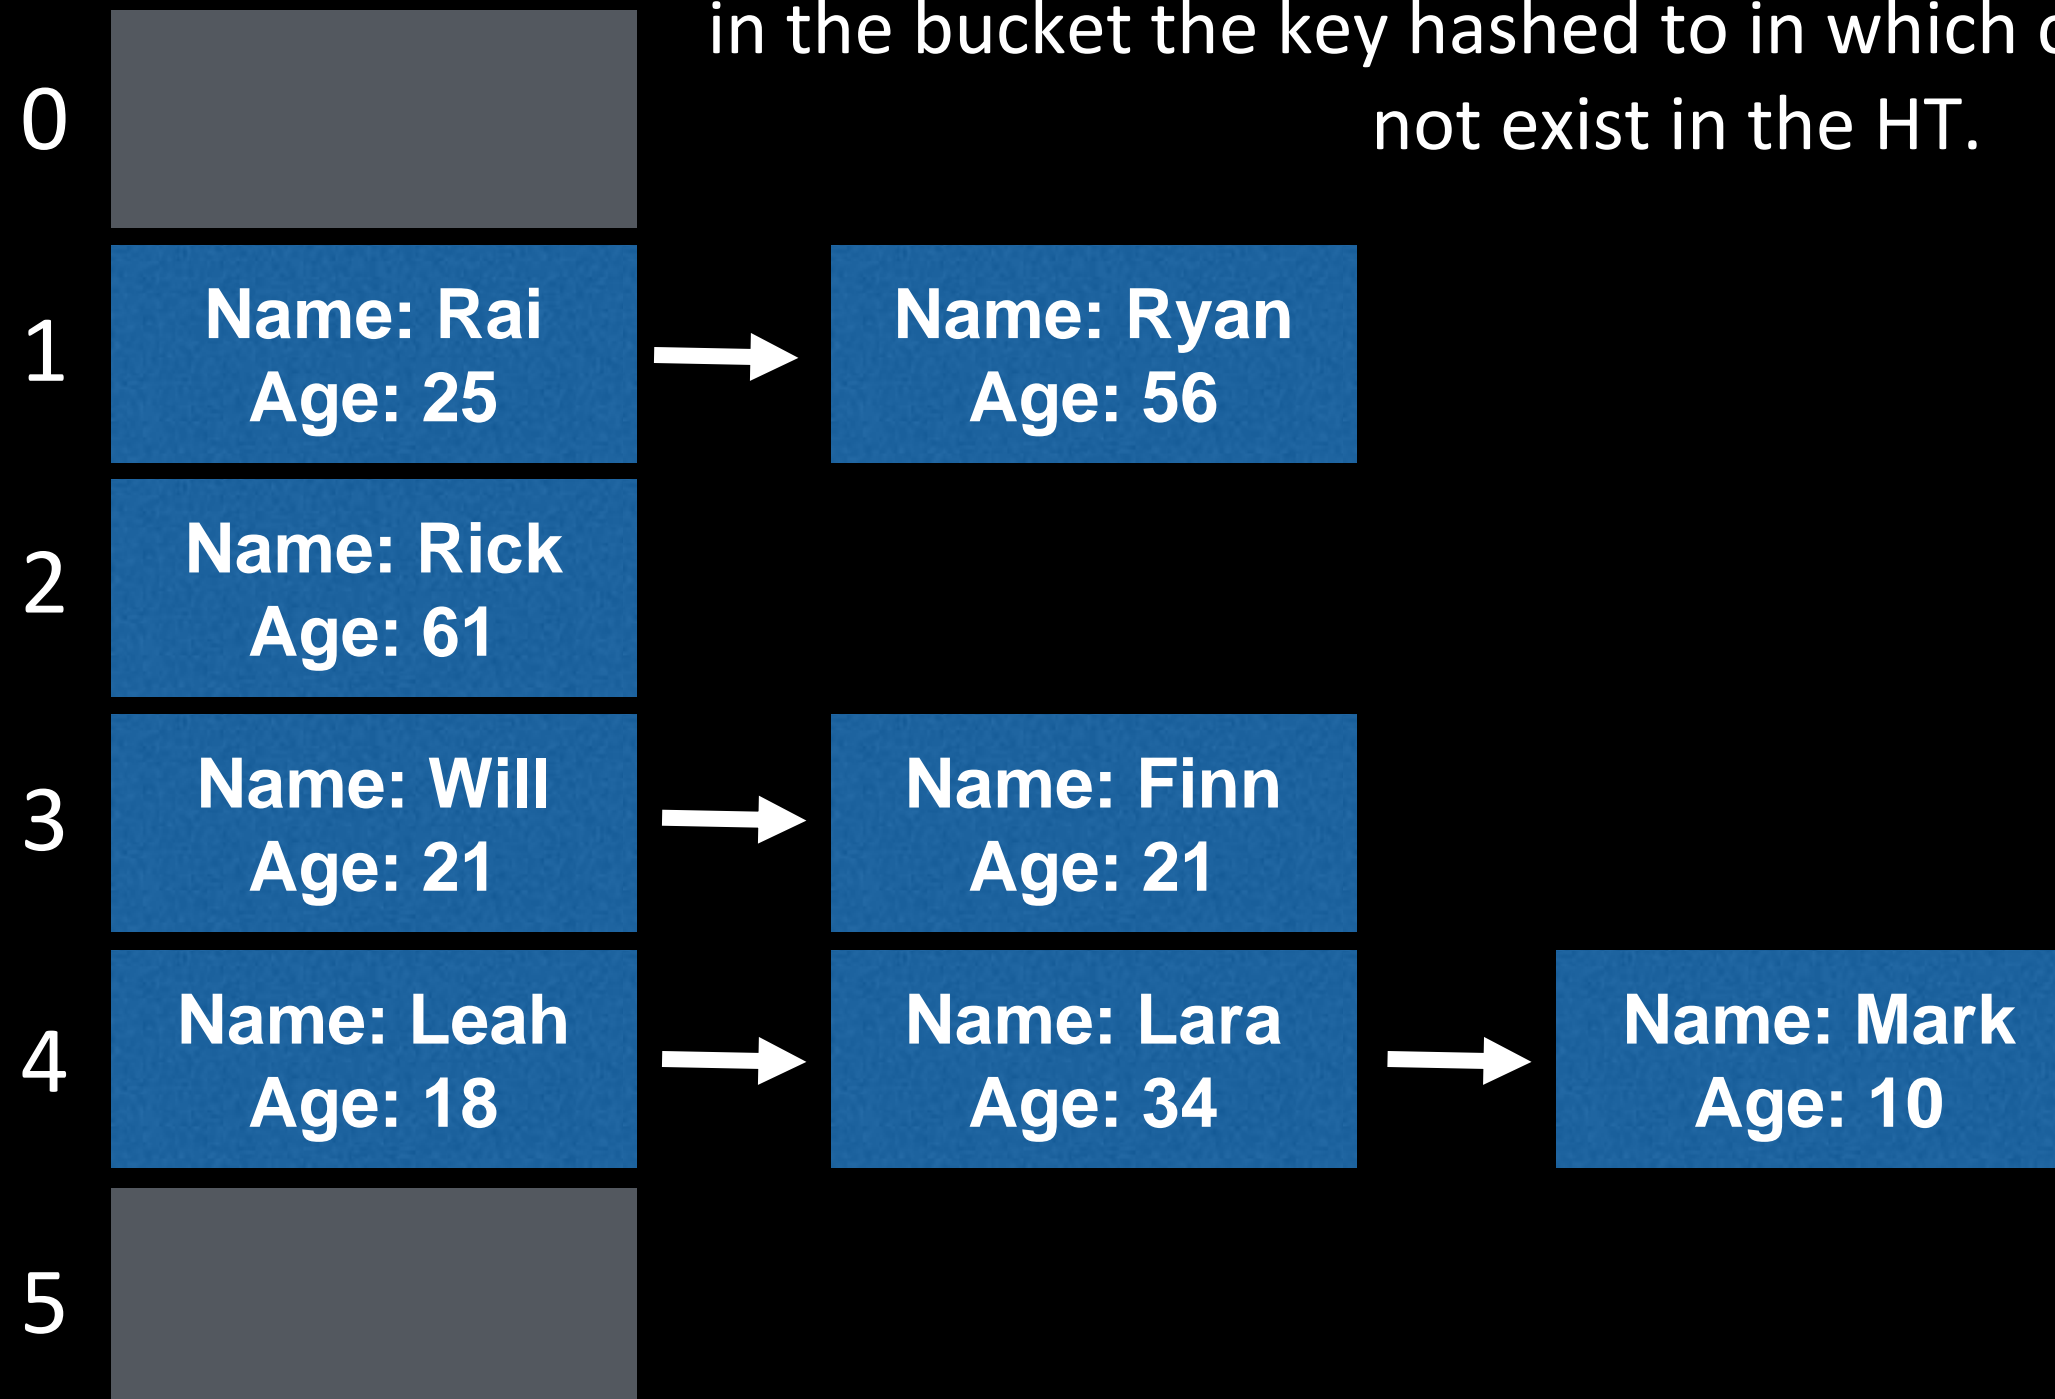 in the bucket the key hashed to in which
not exist in the HT.
0
1
Name: Rai
Age: 25
Name: Ryan
Age: 56
2
Name: Rick
Age: 61
3
Name: Will
Age: 21
Name: Finn
Age: 21
4
Name: Leah
Age: 18
Name: Lara
Age: 34
Name: Mark
Age: 10
5